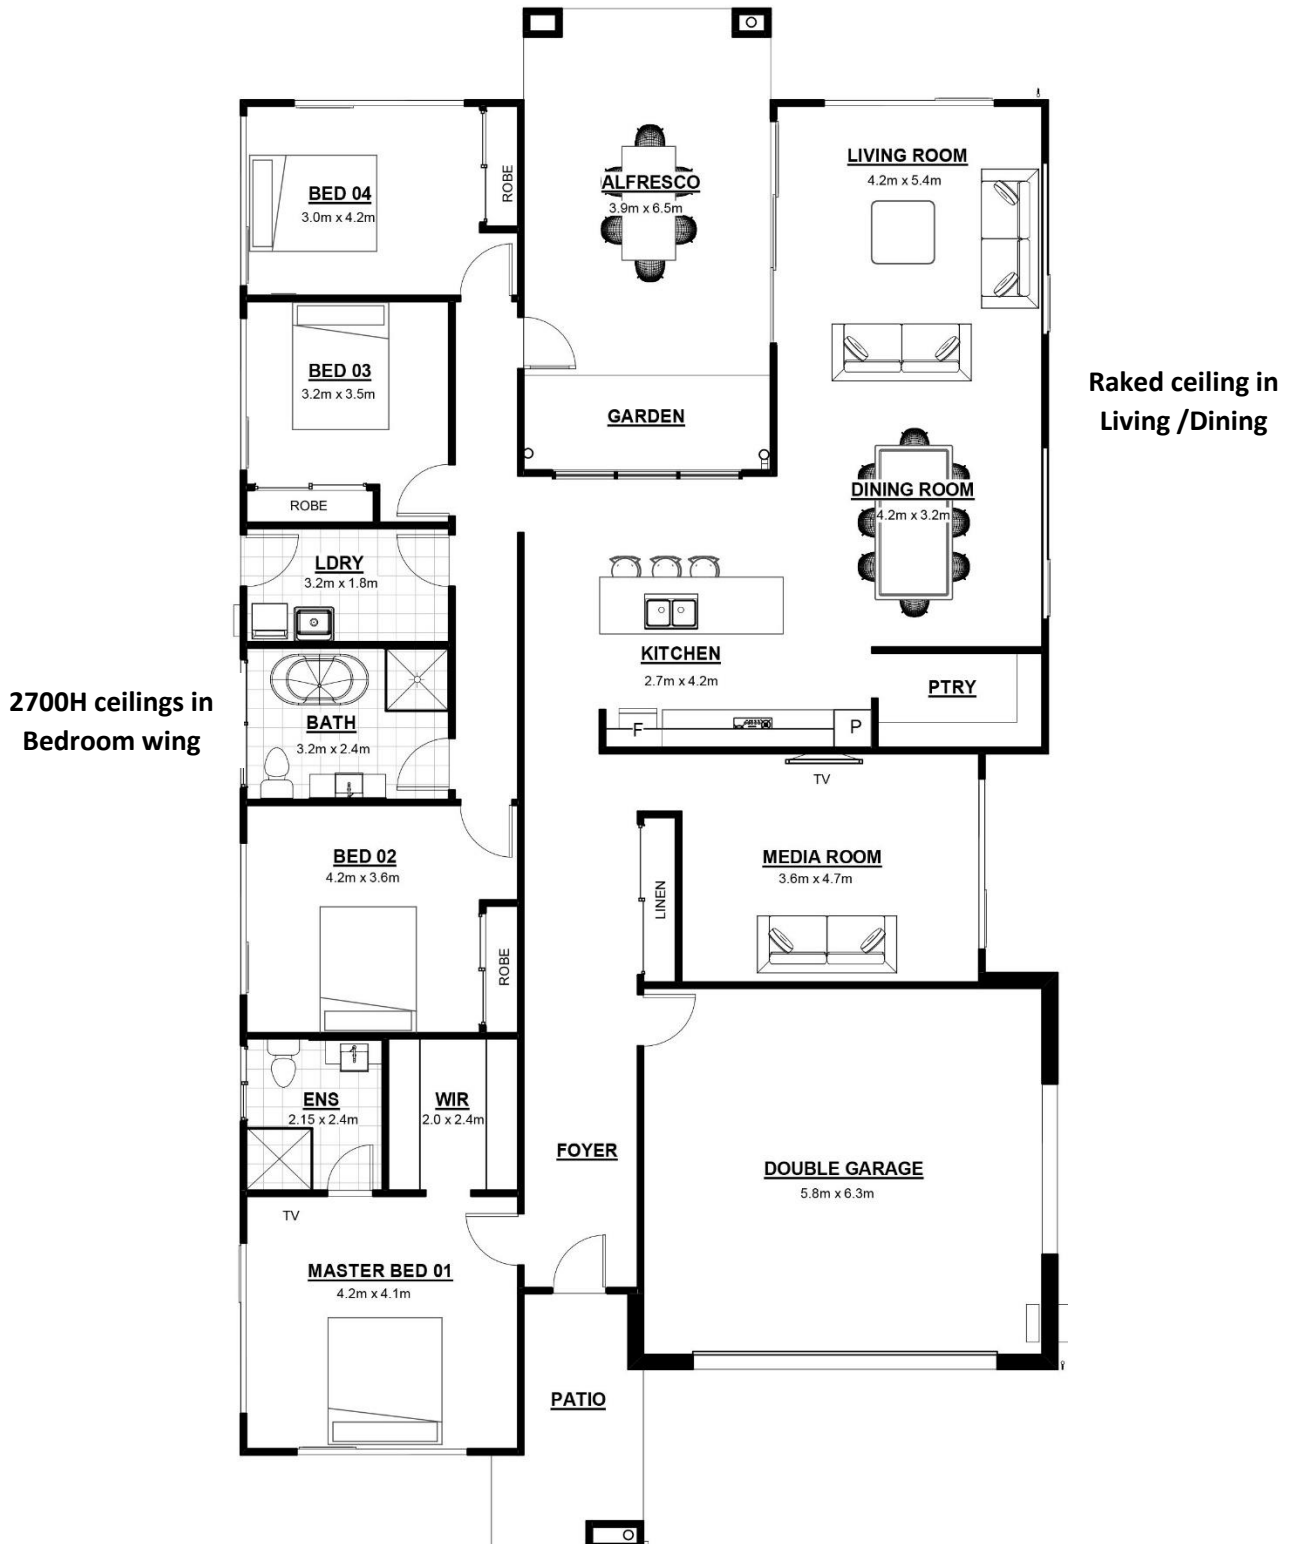 BED 04
3.0m x 4.2m
ROBE
ALFRESCO
3.9m x 6.5m
LIVING ROOM
4.2m x 5.4m
BED 03
3.2m x 3.5m
ROBE
GARDEN
Raked ceiling in
Living /Dining
DINING ROOM
4.2m x 3.2m
LDRY
3.2m x 1.8m
KITCHEN
2.7m x 4.2m
PTRY
F
P
2700H ceilings in
Bedroom wing
BATH
3.2m x 2.4m
TV
BED 02
4.2m x 3.6m
ROBE
LINEN
MEDIA ROOM
3.6m x 4.7m
ENS
2.15 x 2.4m
WIR
2.0 x 2.4m
FOYER
DOUBLE GARAGE
5.8m x 6.3m
TV
MASTER BED 01
4.2m x 4.1m
PATIO